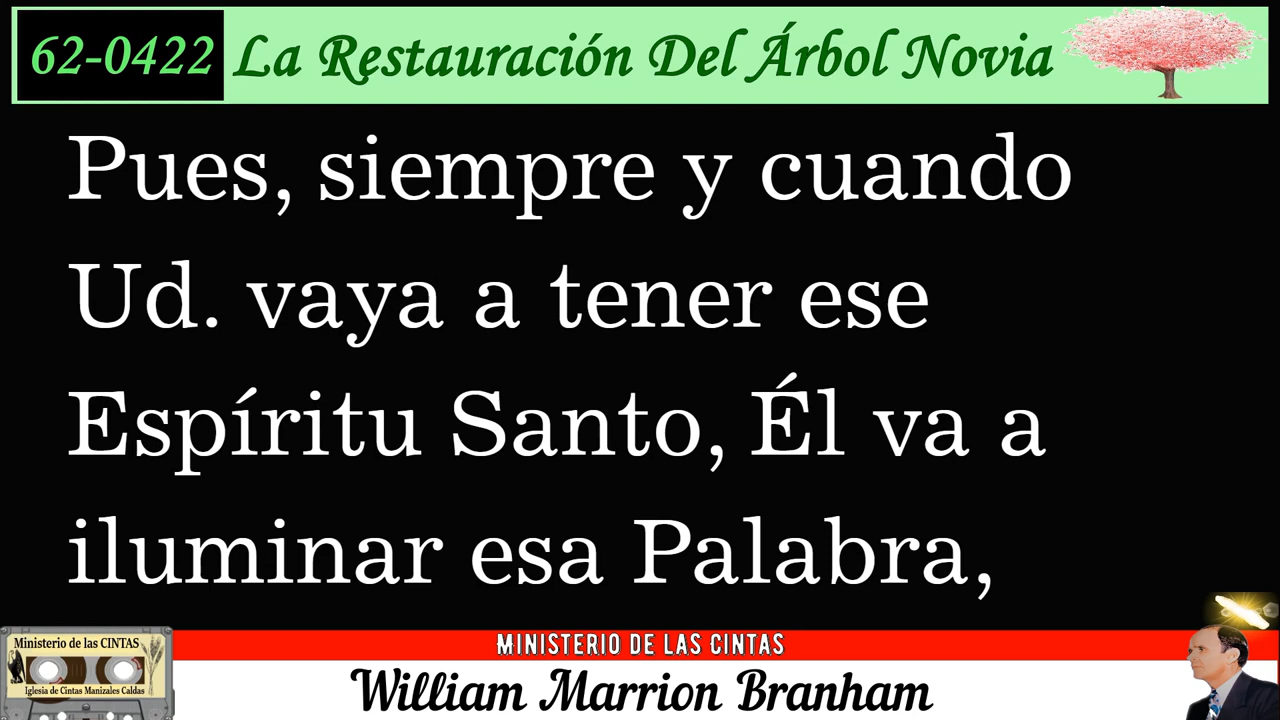 62-0422 La Restauración Del Árbol Novia
Pues, siempre y cuando
Ud. vaya a tener ese
Espíritu Santo, Él va a
iluminar esa Palabra,
MINISTERIO DE LAS CINTAS
Ministerio de las CINTAS
Iglesia de Cintas Manizales Caldas
William Marrion Branham